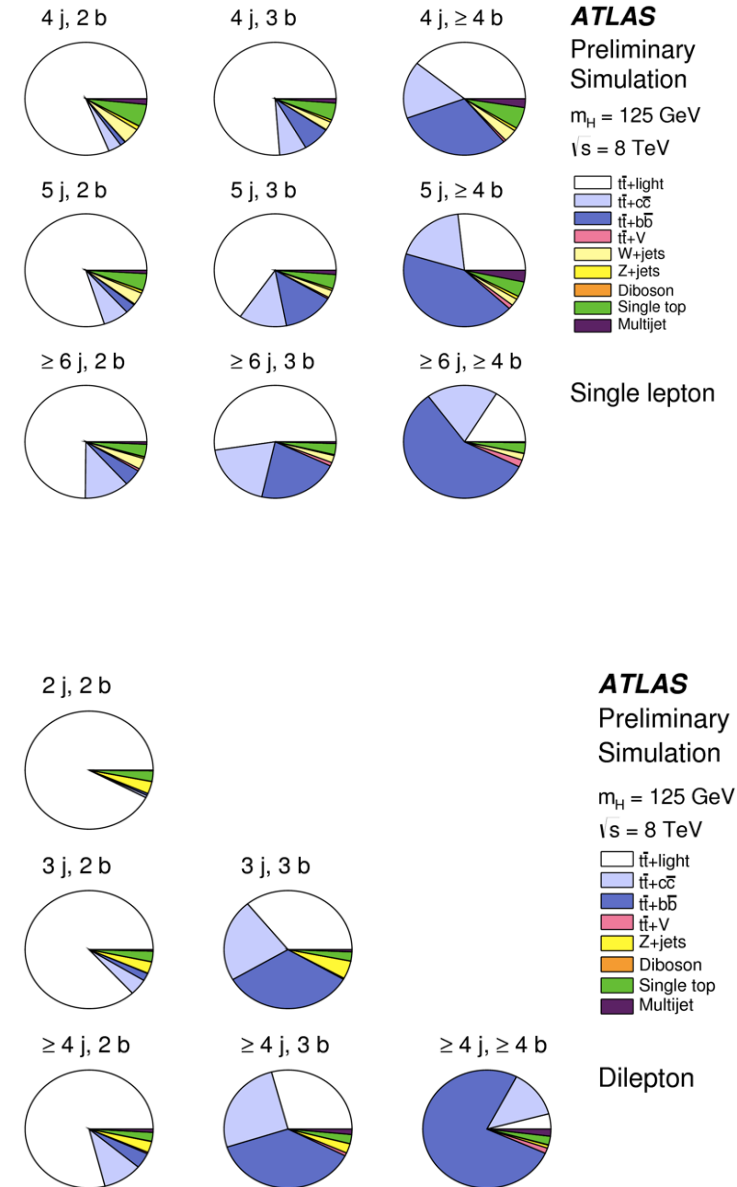 4 j, 2 b
4 j, 3 b
4 j, ≥ 4 b
ATLAS
Preliminary
Simulation
m_H = 125 GeV
√s = 8 TeV
5 j, 2 b
5 j, 3 b
5 j, ≥ 4 b
tt̄+light
tt̄+cc̄
tt̄+bb̄
tt̄+V
W+jets
Z+jets
Diboson
Single top
Multijet
≥ 6 j, 2 b
≥ 6 j, 3 b
≥ 6 j, ≥ 4 b
Single lepton
2 j, 2 b
ATLAS
Preliminary
Simulation
m_H = 125 GeV
√s = 8 TeV
3 j, 2 b
3 j, 3 b
tt̄+light
tt̄+cc̄
tt̄+bb̄
tt̄+V
Z+jets
Diboson
Single top
Multijet
≥ 4 j, 2 b
≥ 4 j, 3 b
≥ 4 j, ≥ 4 b
Dilepton